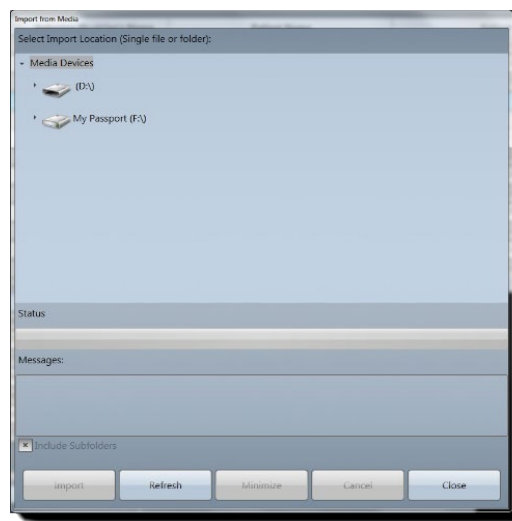 Import from Media
Select Import Location (Single file or folder):
Media Devices
(D:\)
My Passport (F:\)
Status
Messages:
Include Subfolders
Import Refresh Minimize Cancel Close